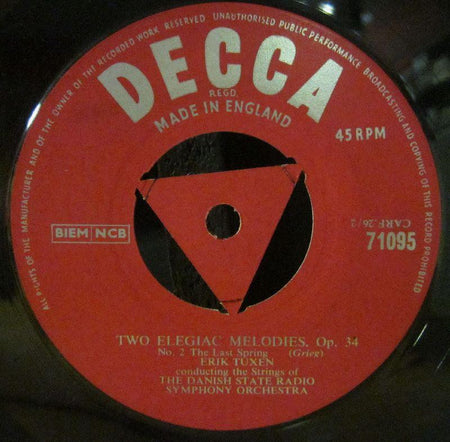 ALL RIGHTS OF THE MANUFACTURER AND OF THE OWNER OF THE RECORDED WORK RESERVED. UNAUTHORISED PUBLIC PERFORMANCE BROADCASTING AND COPYING OF THIS RECORD PROHIBITED
DECCA
REGD.
MADE IN ENGLAND
45 RPM
BIEM NCB
CARF.26/2
71095
TWO ELEGIAC MELODIES, Op. 34
No. 2 The Last Spring (Grieg)
ERIK TUXEN
conducting the Strings of
THE DANISH STATE RADIO
SYMPHONY ORCHESTRA